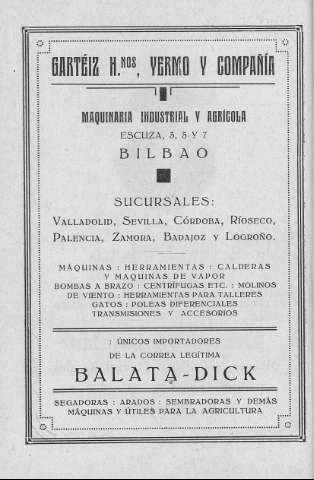 GARTÉIZ H.NOS, YERMO Y COMPAÑÍA
MAQUINARIA INDUSTRIAL Y AGRÍCOLA
ESCUZA, 3, 5 Y 7
BILBAO
SUCURSALES:
VALLADOLID, SEVILLA, CÓRDOBA, RÍOSECO,
PALENCIA, ZAMORA, BADAJOZ Y LOGROÑO.
MÁQUINAS : HERRAMIENTAS : CALDERAS
Y MAQUINAS DE VAPOR
BOMBAS A BRAZO : CENTRÍFUGAS ETC. : MOLINOS
DE VIENTO : HERRAMIENTAS PARA TALLERES
GATOS : POLEAS DIFERENCIALES
TRANSMISIONES Y ACCESORIOS
: ÚNICOS IMPORTADORES
DE LA CORREA LEGÍTIMA
BALATA-DICK
SEGADORAS : ARADOS : SEMBRADORAS Y DEMÁS
MÁQUINAS Y ÚTILES PARA LA AGRICULTURA